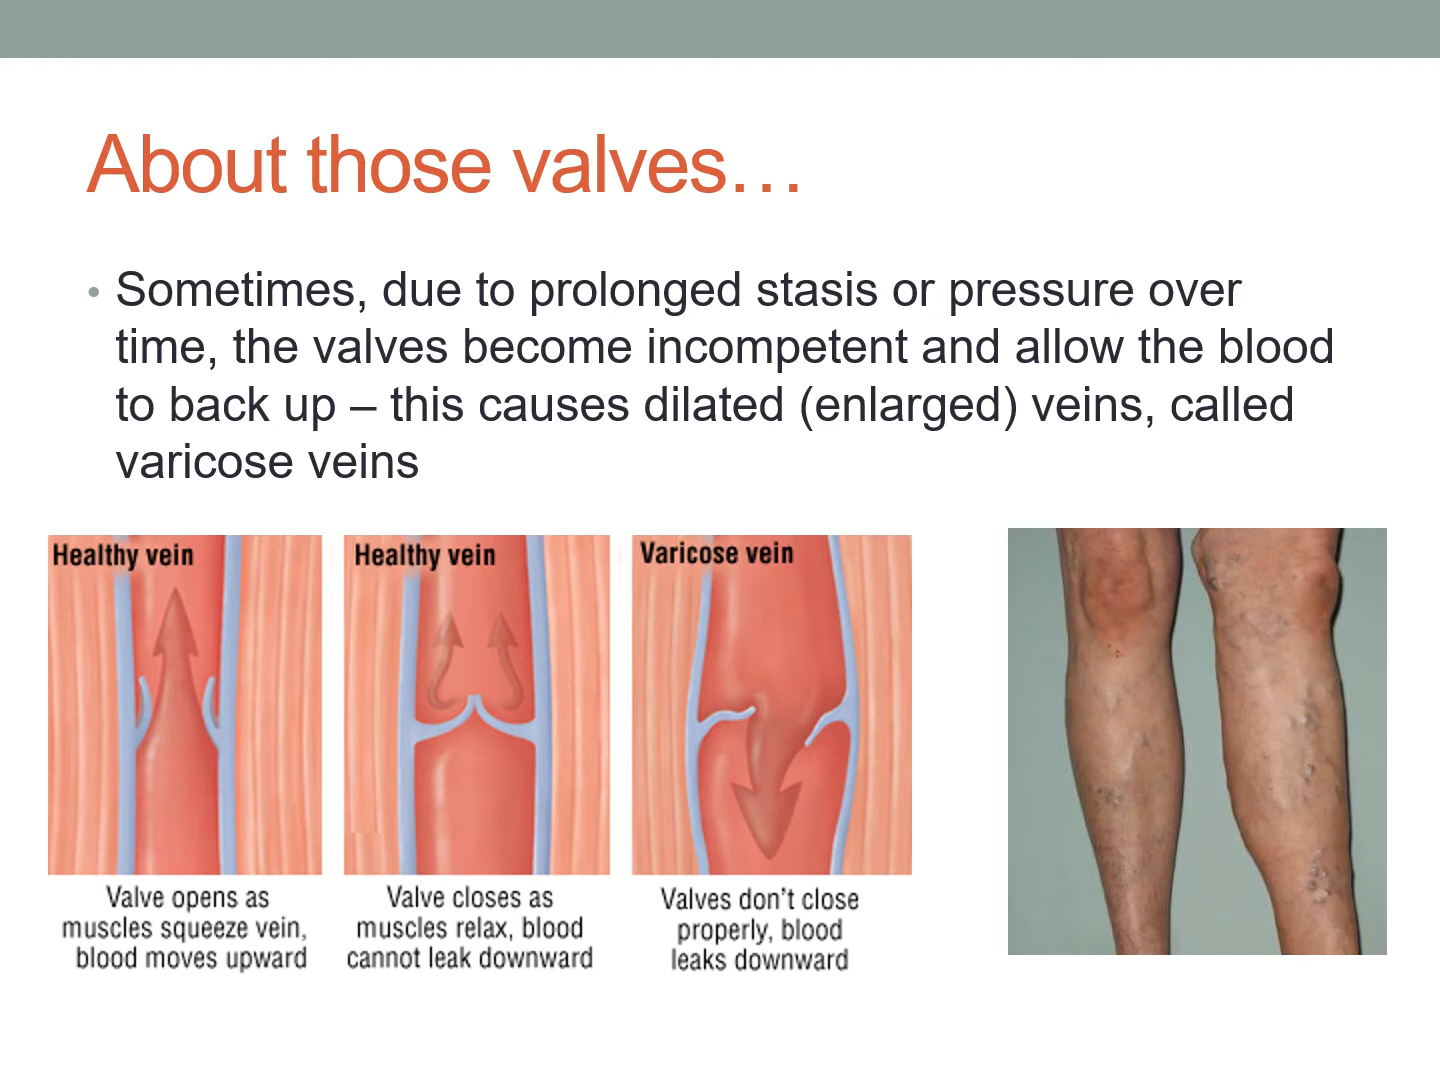 About those valves…
• Sometimes, due to prolonged stasis or pressure over
time, the valves become incompetent and allow the blood
to back up – this causes dilated (enlarged) veins, called
varicose veins
Healthy vein
Valve opens as
muscles squeeze vein,
blood moves upward
Healthy vein
Valve closes as
muscles relax, blood
cannot leak downward
Varicose vein
Valves don't close
properly, blood
leaks downward